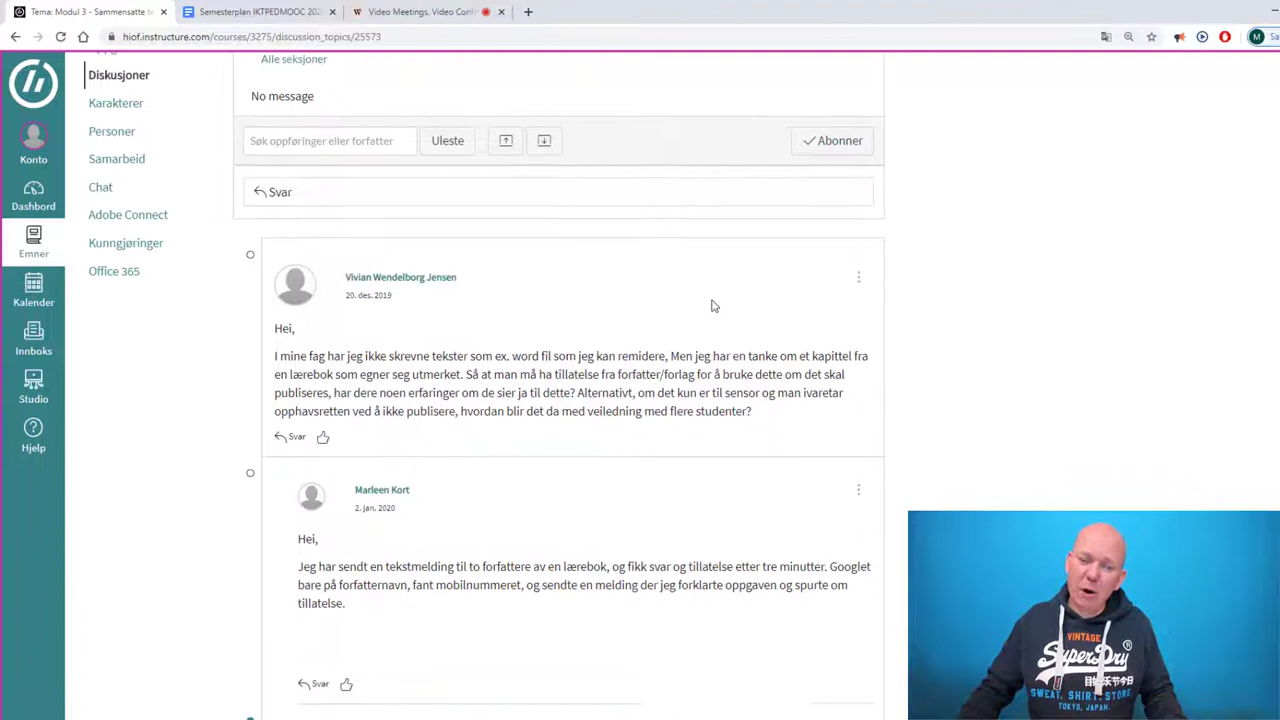 Tema: Modul 3 - Sammensatte te
Semesterplan IKTPEDMOOC 202
Video Meetings, Video Conf
hiof.instructure.com/courses/3275/discussion_topics/25573
M
Konto
Dashbord
Emner
Kalender
Innboks
Studio
Hjelp
Diskusjoner
Karakterer
Personer
Samarbeid
Chat
Adobe Connect
Kunngjøringer
Office 365
Alle seksjoner
No message
Søk oppføringer eller forfatter
Uleste
Abonner
Svar
Vivian Wendelborg Jensen
20. des. 2019
Hei,
I mine fag har jeg ikke skrevne tekster som ex. word fil som jeg kan remidere, Men jeg har en tanke om et kapittel fra
en lærebok som egner seg utmerket. Så at man må ha tillatelse fra forfatter/forlag for å bruke dette om det skal
publiseres, har dere noen erfaringer om de sier ja til dette? Alternativt, om det kun er til sensor og man ivaretar
opphavsretten ved å ikke publisere, hvordan blir det da med veiledning med flere studenter?
Svar
Marleen Kort
2. jan. 2020
Hei,
Jeg har sendt en tekstmelding til to forfattere av en lærebok, og fikk svar og tillatelse etter tre minutter. Googlet
bare på forfatternavn, fant mobilnummeret, og sendte en melding der jeg forklarte oppgaven og spurte om
tillatelse.
Svar
VINTAGE
SUPERDRY
SWEAT. SHIRT. STORE
TOKYO, JAPAN.